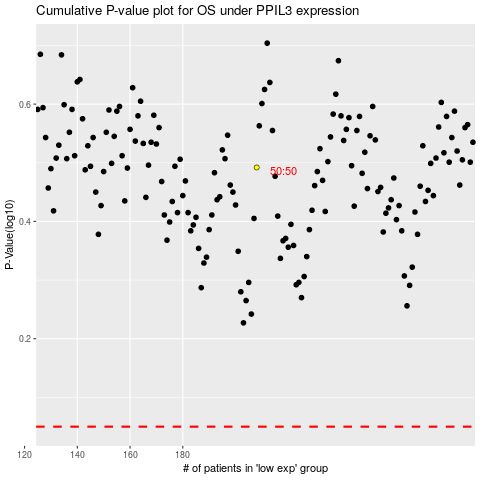 Cumulative P-value plot for OS under PPIL3 expression
P-Value(log10)
0.6
0.4
0.2
50:50
120 140 160 180
# of patients in 'low exp' group